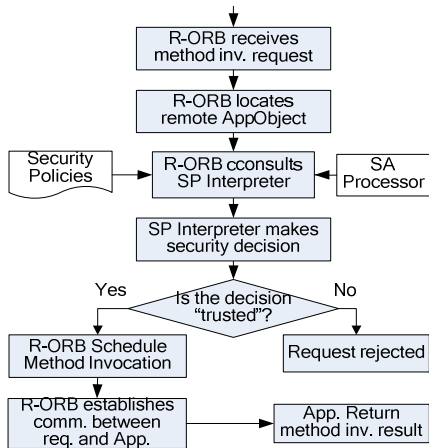 R-ORB receives
method inv. request
R-ORB locates
remote AppObject
Security
Policies
R-ORB cconsults
SP Interpreter
SA
Processor
SP Interpreter makes
security decision
Yes
Is the decision
“trusted”?
No
R-ORB Schedule
Method Invocation
Request rejected
R-ORB establishes
comm. between
req. and App.
App. Return
method inv. result